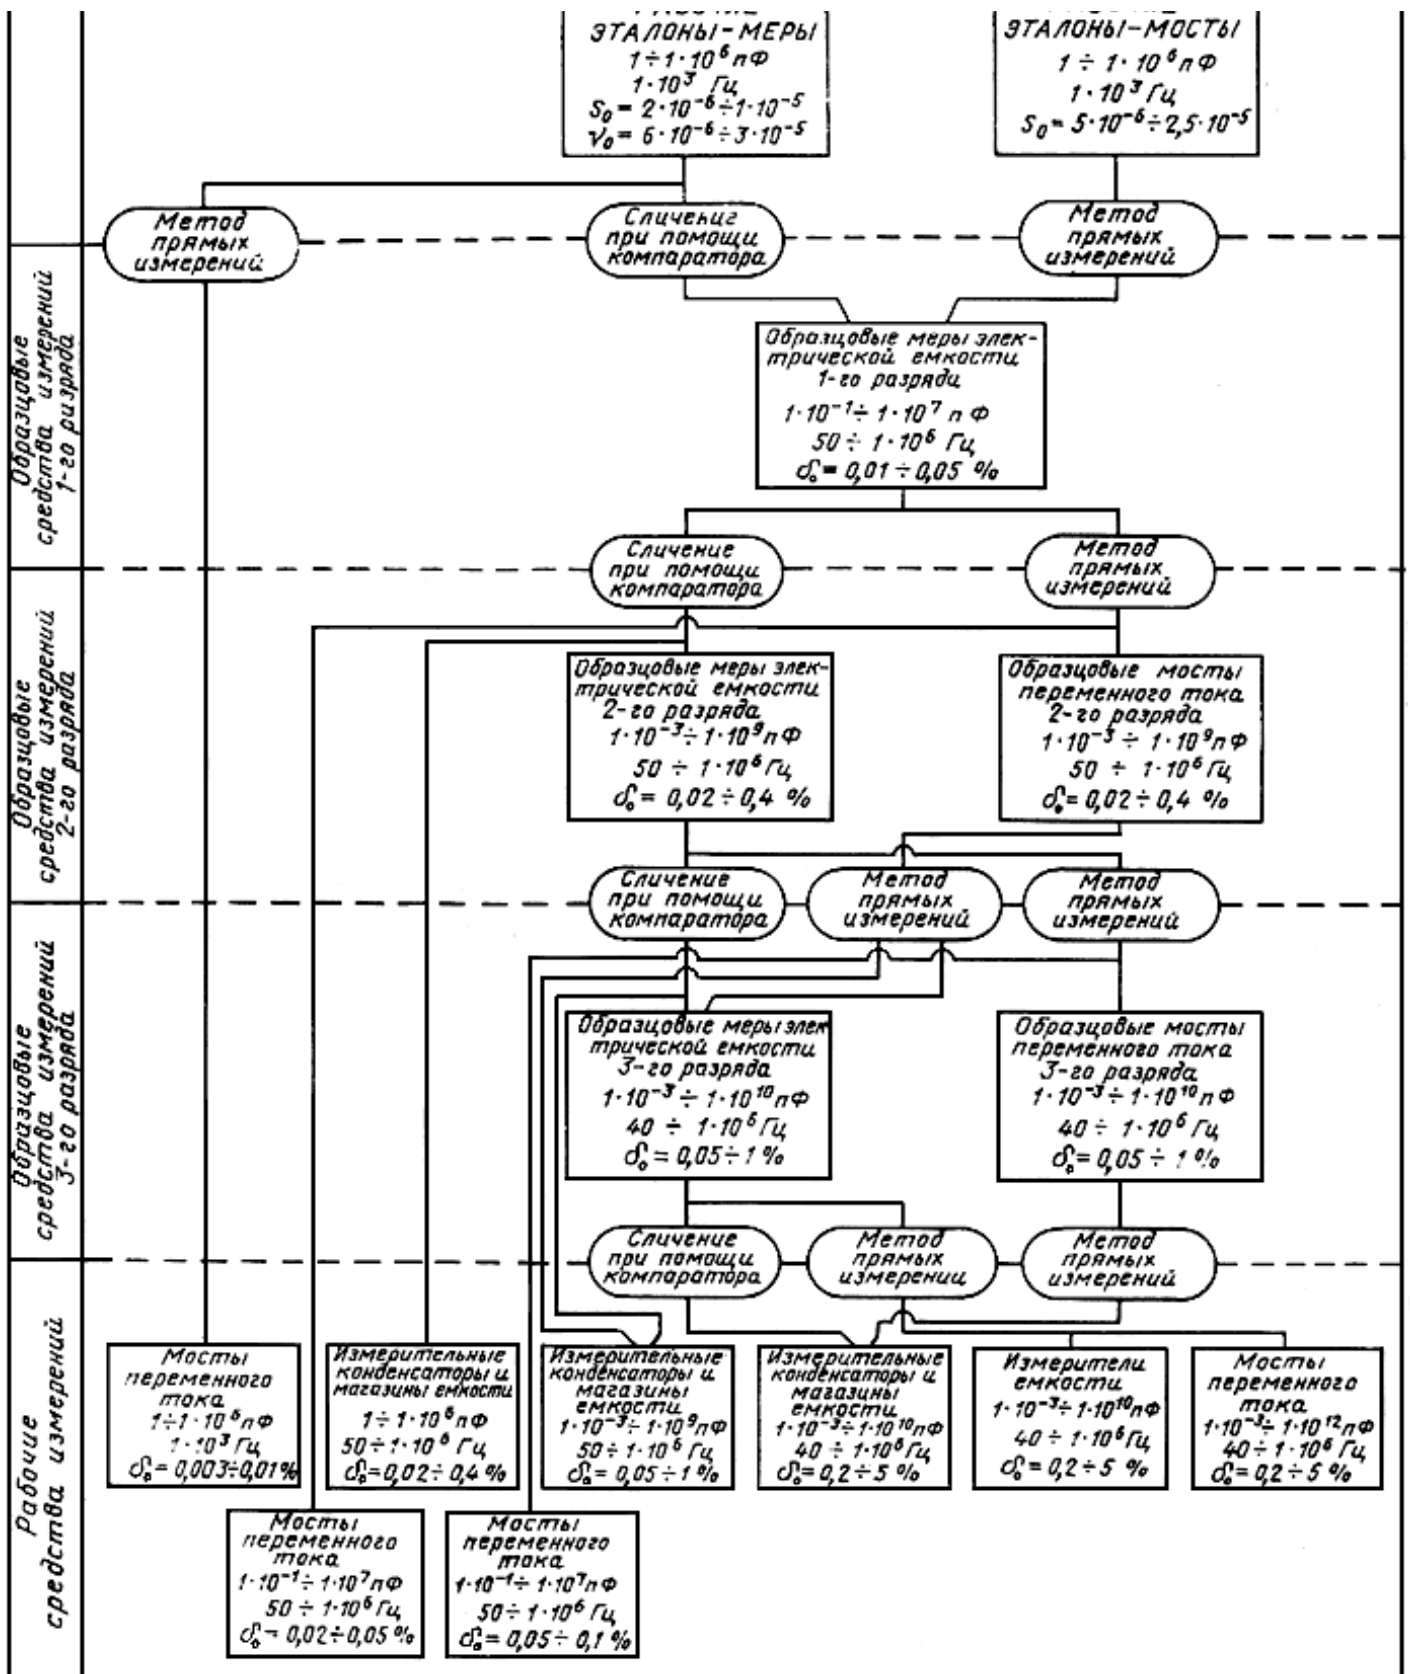 ЭТАЛОНЫ-МЕРЫ
1÷1·10⁶ пФ
1·10³ Гц
S₀ = 2·10⁻⁶÷1·10⁻⁵
ν₀ = 6·10⁻⁶÷3·10⁻⁵
ЭТАЛОНЫ-МОСТЫ
1 ÷ 1·10⁶ пФ
1·10³ Гц
S₀ = 5·10⁻⁶÷2,5·10⁻⁵
Метод
прямых
измерений
Сличениг
при помощи
компаратора
Метод
прямых
измерений
Образцовые
средства измерений
1-го ризряда
Образцовые меры элек-
трической емкости
1-го разряди
1·10⁻¹÷ 1·10⁷ пФ
50 ÷ 1·10⁶ Гц
δ₀ = 0,01 ÷ 0,05 %
Сличение
при помощи
компаратора
Метод
прямых
измерений
Образцовые
средства измерений
2-го разряда
Образцовые меры элек-
трической емкости
2-го разряда
1·10⁻³÷ 1·10⁹ пФ
50 ÷ 1·10⁶ Гц
δ₀ = 0,02÷0,4 %
Образцовые мосты
переменного тока
2-го разряда
1·10⁻³ ÷ 1·10⁹ пФ
50 ÷ 1·10⁶ Гц
δ₀ = 0,02÷0,4 %
Сличение
при помощи
компаратора
Метод
прямых
измерений
Метод
прямых
измерений
Образцовые
средства измерений
3-го разряда
Образцовые меры элек
трической емкости
3-го разряда
1·10⁻³ ÷ 1·10¹⁰ пФ
40 ÷ 1·10⁶ Гц
δ₀ = 0,05÷1 %
Образцовые мосты
переменного тока
3-го разряда
1·10⁻³÷1·10¹⁰ пФ
40 ÷ 1·10⁶ Гц
δ₀ = 0,05 ÷ 1 %
Сличение
при помощи
компаратора
Метод
прямых
измерении
Метод
прямых
измерений
Рабочие
средства измерений
Мосты
переменного
тока
1÷1·10⁶ пФ
1·10³ Гц
δ₀ = 0,003÷0,01 %
Измерительные
конденсаторы и
магазины емкости
1÷ 1·10⁶ пФ
50÷1·10⁶ Гц
δ₀ = 0,02÷0,4 %
Измерительные
конденсаторы и
магазины
емкости
1·10⁻³÷1·10⁹ пФ
50÷1·10⁶ Гц
δ₀ = 0,05÷1 %
Измерительные
конденсаторы и
магазины
емкости
1·10⁻³÷1·10¹⁰ пФ
40 ÷1·10⁶ Гц
δ₀ = 0,2÷5 %
Измерители
емкости
1·10⁻³÷1·10¹⁰ пФ
40 ÷ 1·10⁶ Гц
δ₀ = 0,2÷5 %
Мосты
переменного
тока
1·10⁻³÷ 1·10¹² пФ
40÷1·10⁶ Гц
δ₀ = 0,2÷5 %
Мосты
переменного
тока
1·10⁻¹÷1·10⁷ пФ
50 ÷ 1·10⁶ Гц
δ₀ = 0,02÷0,05 %
Мосты
переменного
тока
1·10⁻¹÷ 1·10⁷ пФ
50÷ 1·10⁶ Гц
δ₀ = 0,05÷ 0,1 %